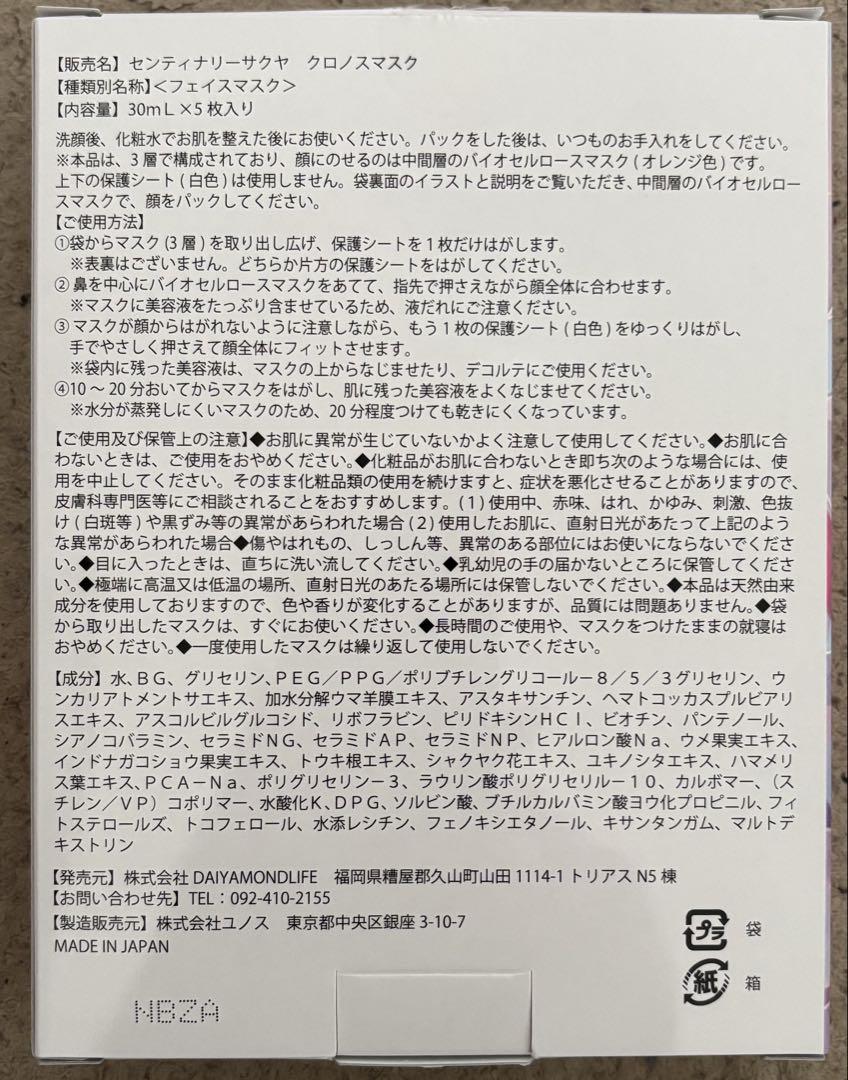 【販売名】センティナリーサクヤ　クロノスマスク
【種類別名称】＜フェイスマスク＞
【内容量】30ｍＬ×5枚入り
洗顔後、化粧水でお肌を整えた後にお使いください。パックをした後は、いつものお手入れをしてください。
※本品は、3層で構成されており、顔にのせるのは中間層のバイオセルロースマスク(オレンジ色)です。
上下の保護シート(白色)は使用しません。袋裏面のイラストと説明をご覧いただき、中間層のバイオセルロー
スマスクで、顔をパックしてください。
【ご使用方法】
①袋からマスク(3層)を取り出し広げ、保護シートを1枚だけはがします。
※表裏はございません。どちらか片方の保護シートをはがしてください。
②鼻を中心にバイオセルロースマスクをあてて、指先で押さえながら顔全体に合わせます。
※マスクに美容液をたっぷり含ませているため、液だれにご注意ください。
③マスクが顔からはがれないように注意しながら、もう1枚の保護シート(白色)をゆっくりはがし、
手でやさしく押さえて顔全体にフィットさせます。
※袋内に残った美容液は、マスクの上からなじませたり、デコルテにご使用ください。
④10～20分おいてからマスクをはがし、肌に残った美容液をよくなじませてください。
※水分が蒸発しにくいマスクのため、20分程度つけても乾きにくくなっています。
【ご使用及び保管上の注意】◆お肌に異常が生じていないかよく注意して使用してください。◆お肌に合
わないときは、ご使用をおやめください。◆化粧品がお肌に合わないとき即ち次のような場合には、使
用を中止してください。そのまま化粧品類の使用を続けますと、症状を悪化させることがありますので、
皮膚科専門医等にご相談されることをおすすめします。(1)使用中、赤味、はれ、かゆみ、刺激、色抜
け(白斑等)や黒ずみ等の異常があらわれた場合(2)使用したお肌に、直射日光があたって上記のよう
な異常があらわれた場合◆傷やはれもの、しっしん等、異常のある部位にはお使いにならないでくださ
い。◆目に入ったときは、直ちに洗い流してください。◆乳幼児の手の届かないところに保管してくださ
い。◆極端に高温又は低温の場所、直射日光のあたる場所には保管しないでください。◆本品は天然由来
成分を使用しておりますので、色や香りが変化することがありますが、品質には問題ありません。◆袋
から取り出したマスクは、すぐにお使いください。◆長時間のご使用や、マスクをつけたままの就寝は
おやめください。◆一度使用したマスクは繰り返して使用しないでください。
【成分】水、ＢＧ、グリセリン、ＰＥＧ／ＰＰＧ／ポリブチレングリコール－８／５／３グリセリン、ウ
ンカリアトメントサエキス、加水分解ウマ羊膜エキス、アスタキサンチン、ヘマトコッカスプルビアリ
スエキス、アスコルビルグルコシド、リボフラビン、ピリドキシンＨＣｌ、ビオチン、パンテノール、
シアノコバラミン、セラミドＮＧ、セラミドＡＰ、セラミドＮＰ、ヒアルロン酸Ｎａ、ウメ果実エキス、
インドナガコショウ果実エキス、トウキ根エキス、シャクヤク花エキス、ユキノシタエキス、ハマメリ
ス葉エキス、ＰＣＡ－Ｎａ、ポリグリセリン－３、ラウリン酸ポリグリセリル－１０、カルボマー、（ス
チレン／ＶＰ）コポリマー、水酸化Ｋ、ＤＰＧ、ソルビン酸、ブチルカルバミン酸ヨウ化プロピニル、フィ
トステロールズ、トコフェロール、水添レシチン、フェノキシエタノール、キサンタンガム、マルトデ
キストリン
【発売元】株式会社 DAIYAMONDLIFE　福岡県糟屋郡久山町山田 1114-1 トリアス N5 棟
【お問い合わせ先】TEL：092-410-2155
【製造販売元】株式会社ユノス　東京都中央区銀座 3-10-7
MADE IN JAPAN
プラ 袋
紙 箱
NBZA